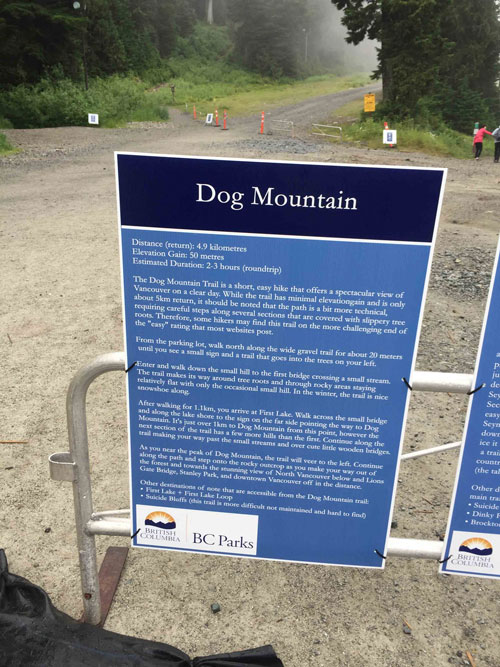 Dog Mountain
Distance (return): 4.9 kilometres
Elevation Gain: 50 metres
Estimated Duration: 2-3 hours (roundtrip)
The Dog Mountain Trail is a short, easy hike that offers a spectacular view of
Vancouver on a clear day. While the trail has minimal elevationgain and is only
about 5km return, it should be noted that the path is a bit more technical,
requiring careful steps along several sections that are covered with slippery tree
roots. Therefore, some hikers may find this trail on the more challenging end of
the "easy" rating that most websites post.
From the parking lot, walk north along the wide gravel trail for about 20 meters
until you see a small sign and a trail that goes into the trees on your left.
Enter and walk down the small hill to the first bridge crossing a small stream.
The trail makes its way around tree roots and through rocky areas staying
relatively flat with only the occasional small hill. In the winter, the trail is nice
snowshoe along.
After walking for 1.1km, you arrive at First Lake. Walk across the small bridge
and along the lake shore to the sign on the far side pointing the way to Dog
Mountain. It's just over 1km to Dog Mountain from this point, however the
next section of the trail has a few more hills than the first. Continue along the
trail making your way past the small streams and over cute little wooden bridges.
As you near the peak of Dog Mountain, the trail will veer to the left. Continue
along the path and step onto the rocky outcrop as you make your way out of
the forest and towards the stunning view of North Vancouver below and Lions
Gate Bridge, Stanley Park, and downtown Vancouver off in the distance.
Other destinations of note that are accessible from the Dog Mountain trail:
• First Lake + First Lake Loop
• Suicide Bluffs (this trail is more difficult not maintained and hard to find)
BRITISH
COLUMBIA
BC Parks
Other d
main tra
• Suicide
• Dinky P
• Brockto
BRITISH
COLUMBIA